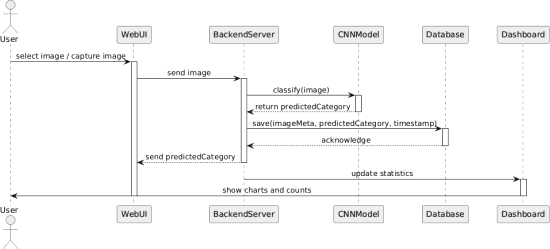 User
WebUI
BackendServer
CNNModel
Database
Dashboard
select image / capture image
send image
classify(image)
return predictedCategory
save(imageMeta, predictedCategory, timestamp)
acknowledge
send predictedCategory
update statistics
show charts and counts
User
WebUI
BackendServer
CNNModel
Database
Dashboard